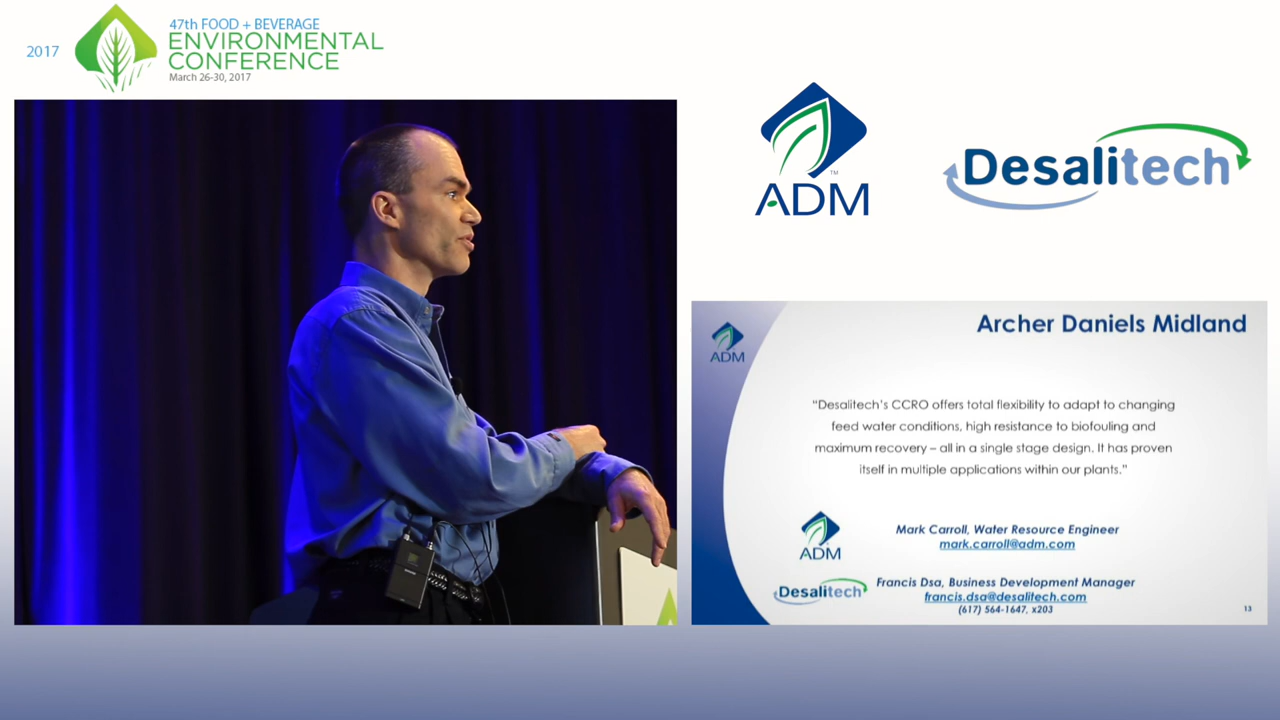 2017
47th FOOD + BEVERAGE
ENVIRONMENTAL
CONFERENCE
March 26-30, 2017
ADM
TM
Desalitech
Archer Daniels Midland
ADM
“Desalitech’s CCRO offers total flexibility to adapt to changing
feed water conditions, high resistance to biofouling and
maximum recovery – all in a single stage design. It has proven
itself in multiple applications within our plants.”
ADM
Mark Carroll, Water Resource Engineer
mark.carroll@adm.com
Desalitech
Francis Dsa, Business Development Manager
francis.dsa@desalitech.com
(617) 564-1647, x203
13